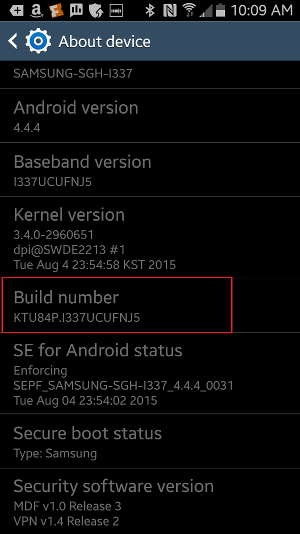 10:09 AM
About device
SAMSUNG-SGH-I337
Android version
4.4.4
Baseband version
I337UCUFNJ5
Kernel version
3.4.0-2960651
dpi@SWDE2213 #1
Tue Aug 4 23:54:58 KST 2015
Build number
KTU84P.I337UCUFNJ5
SE for Android status
Enforcing
SEPF_SAMSUNG-SGH-I337_4.4.4_0031
Tue Aug 04 23:54:02 2015
Secure boot status
Type: Samsung
Security software version
MDF v1.0 Release 3
VPN v1.4 Release 2